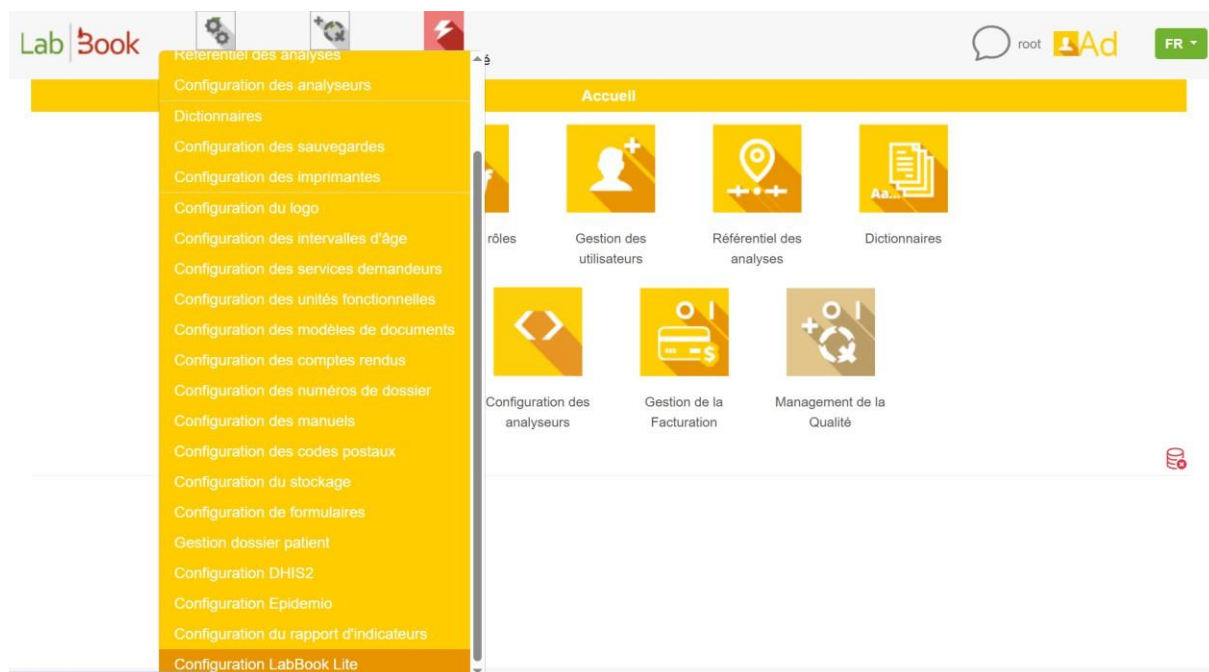 Lab Book
root
Ad
FR
Référentiel des analyses
é
Configuration des analyseurs
Accueil
Dictionnaires
Configuration des sauvegardes
Configuration des imprimantes
Configuration du logo
Configuration des intervalles d'âge
Configuration des services demandeurs
Configuration des unités fonctionnelles
Configuration des modèles de documents
Configuration des comptes rendus
Configuration des numéros de dossier
Configuration des manuels
Configuration des codes postaux
Configuration du stockage
Configuration de formulaires
Gestion dossier patient
Configuration DHIS2
Configuration Epidemio
Configuration du rapport d'indicateurs
Configuration LabBook Lite
Aa...
rôles
Gestion des
utilisateurs
Référentiel des
analyses
Dictionnaires
Configuration des
analyseurs
Gestion de la
Facturation
Management de la
Qualité